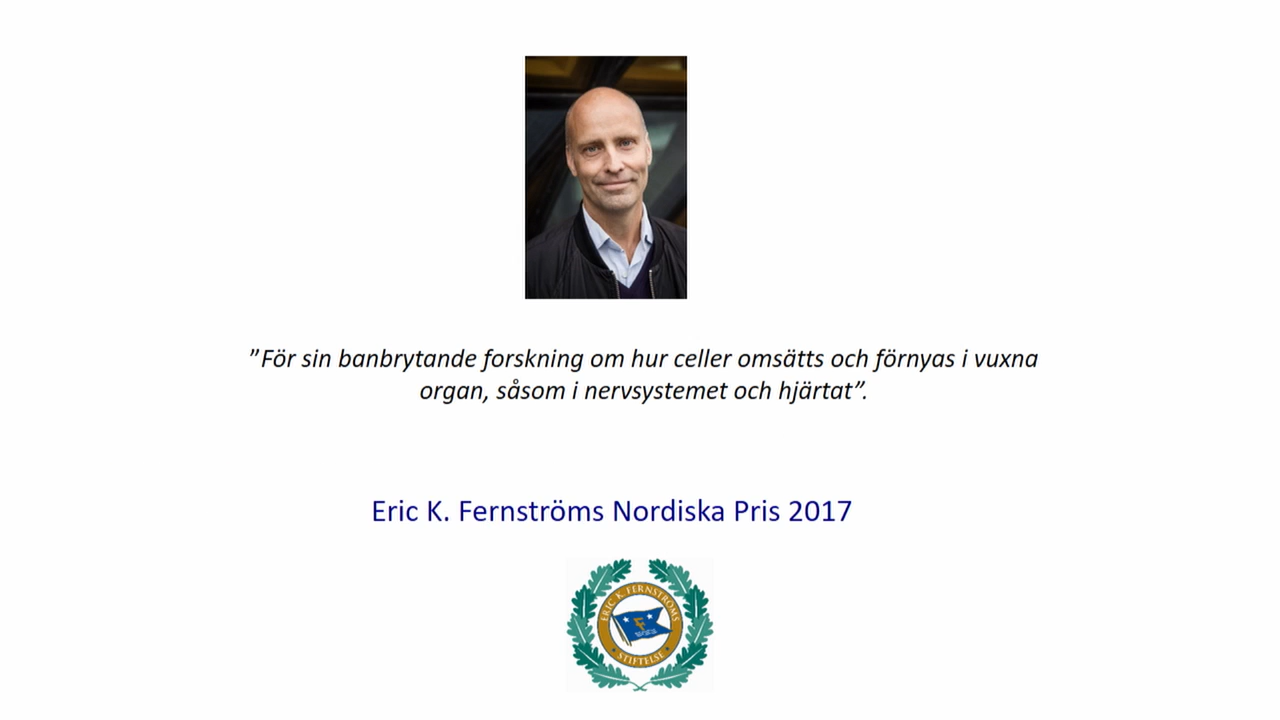 ”För sin banbrytande forskning om hur celler omsätts och förnyas i vuxna
organ, såsom i nervsystemet och hjärtat”.
Eric K. Fernströms Nordiska Pris 2017
ERIC K. FERNSTRÖMS
F
STIFTELSE